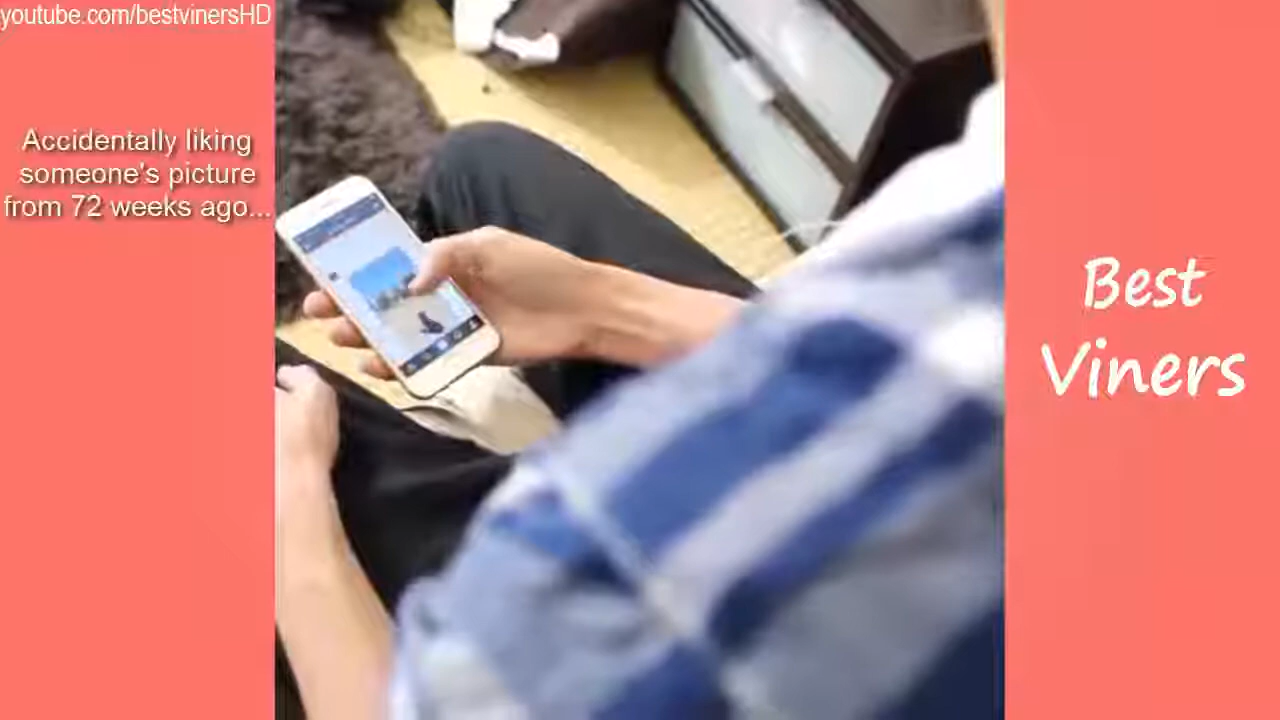 youtube.com/bestvinersHD
Accidentally liking
someone's picture
from 72 weeks ago...
Best
Viners